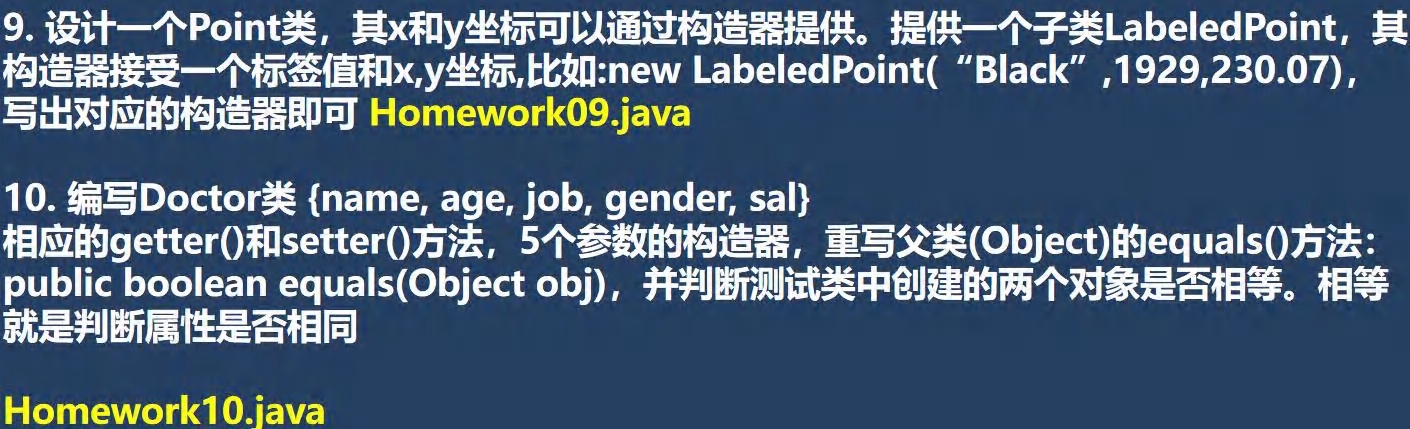 9. 设计一个Point类，其x和y坐标可以通过构造器提供。提供一个子类LabeledPoint，其
构造器接受一个标签值和x,y坐标,比如:new LabeledPoint(“Black”,1929,230.07)，
写出对应的构造器即可 Homework09.java
10. 编写Doctor类 {name, age, job, gender, sal}
相应的getter()和setter()方法，5个参数的构造器，重写父类(Object)的equals()方法：
public boolean equals(Object obj)，并判断测试类中创建的两个对象是否相等。相等
就是判断属性是否相同
Homework10.java